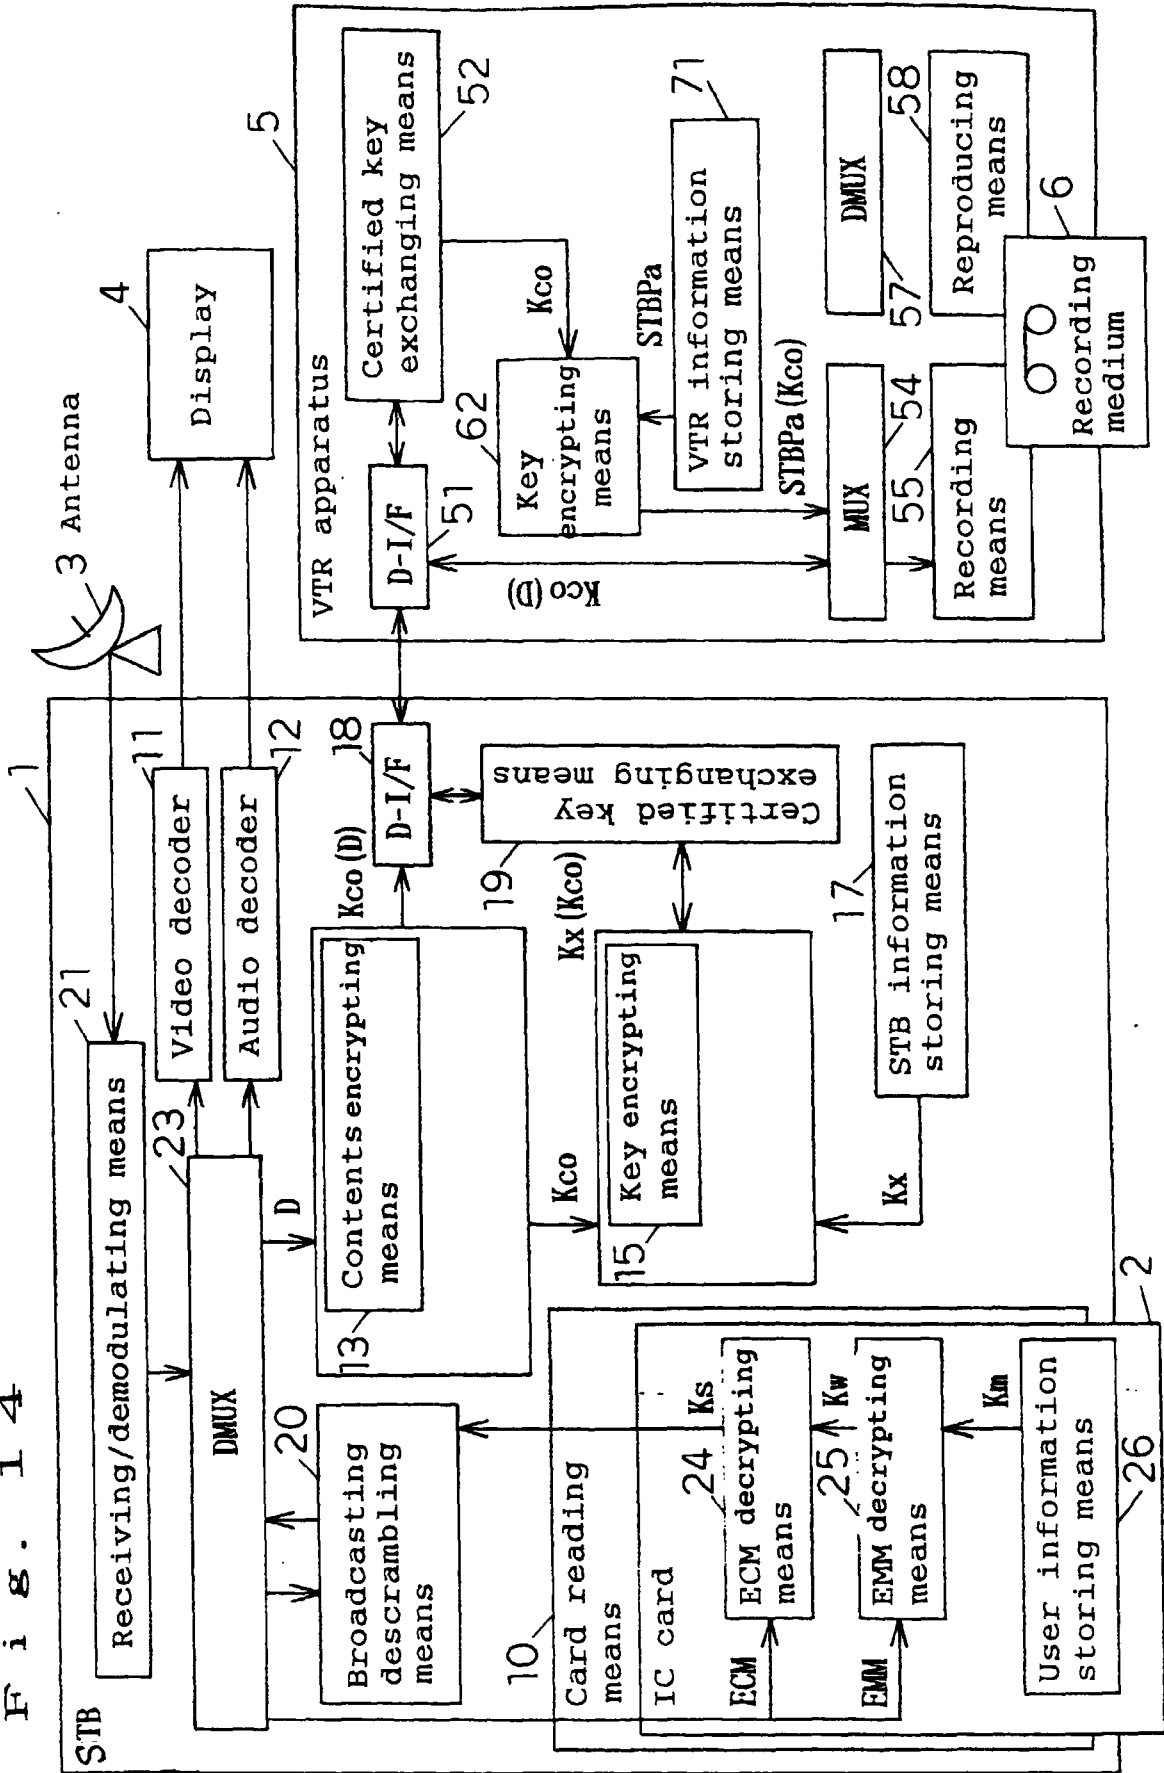 Fig. 14
1
STB
21
Receiving/demodulating means
3 Antenna
4
Display
23
DMUX
11
Video decoder
12
Audio decoder
D
20
Broadcasting
descrambling
means
13
Contents encrypting
means
Kco(D)
18
D-I/F
19
Certified key
exchanging means
Kco
Kx(Kco)
15
Key encrypting
means
17
STB information
storing means
Kx
10
Card reading
means
2
IC card
Ks
24
ECM decrypting
means
ECM
Kw
25
EMM decrypting
means
EMM
Km
User information
storing means
26
5
VTR apparatus
Certified key
exchanging means
52
D-I/F
51
Kco
62
Key
encrypting
means
STBPa
71
VTR information
storing means
Kco(D)
STBPa(Kco)
MUX
54
DMUX
57
55
Recording
means
58
Reproducing
means
6
Recording
medium